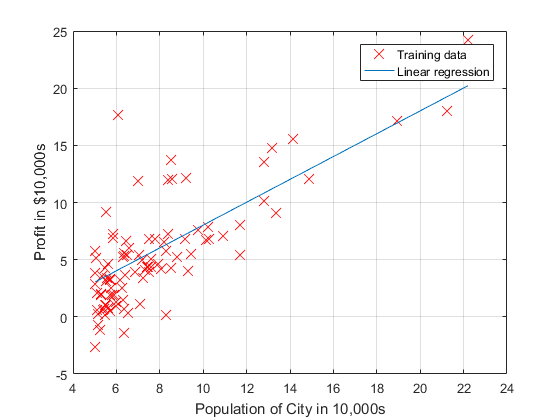 25
20
15
10
5
0
-5
4 6 8 10 12 14 16 18 20 22 24
Profit in $10,000s
Population of City in 10,000s
Training data
Linear regression